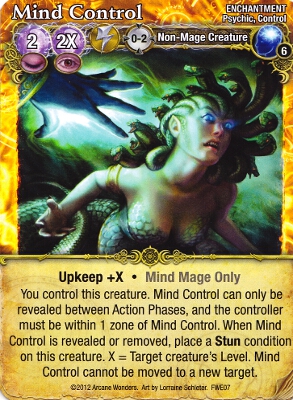 Mind Control
ENCHANTMENT
Psychic, Control
2
2X
0-2
Non-Mage Creature
6
Upkeep +X • Mind Mage Only
You control this creature. Mind Control can only be
revealed between Action Phases, and the controller
must be within 1 zone of Mind Control. When Mind
Control is revealed or removed, place a Stun condition
on this creature. X = Target creature's Level. Mind
Control cannot be moved to a new target.
©2012 Arcane Wonders. Art by Lorraine Schleter. FWE07